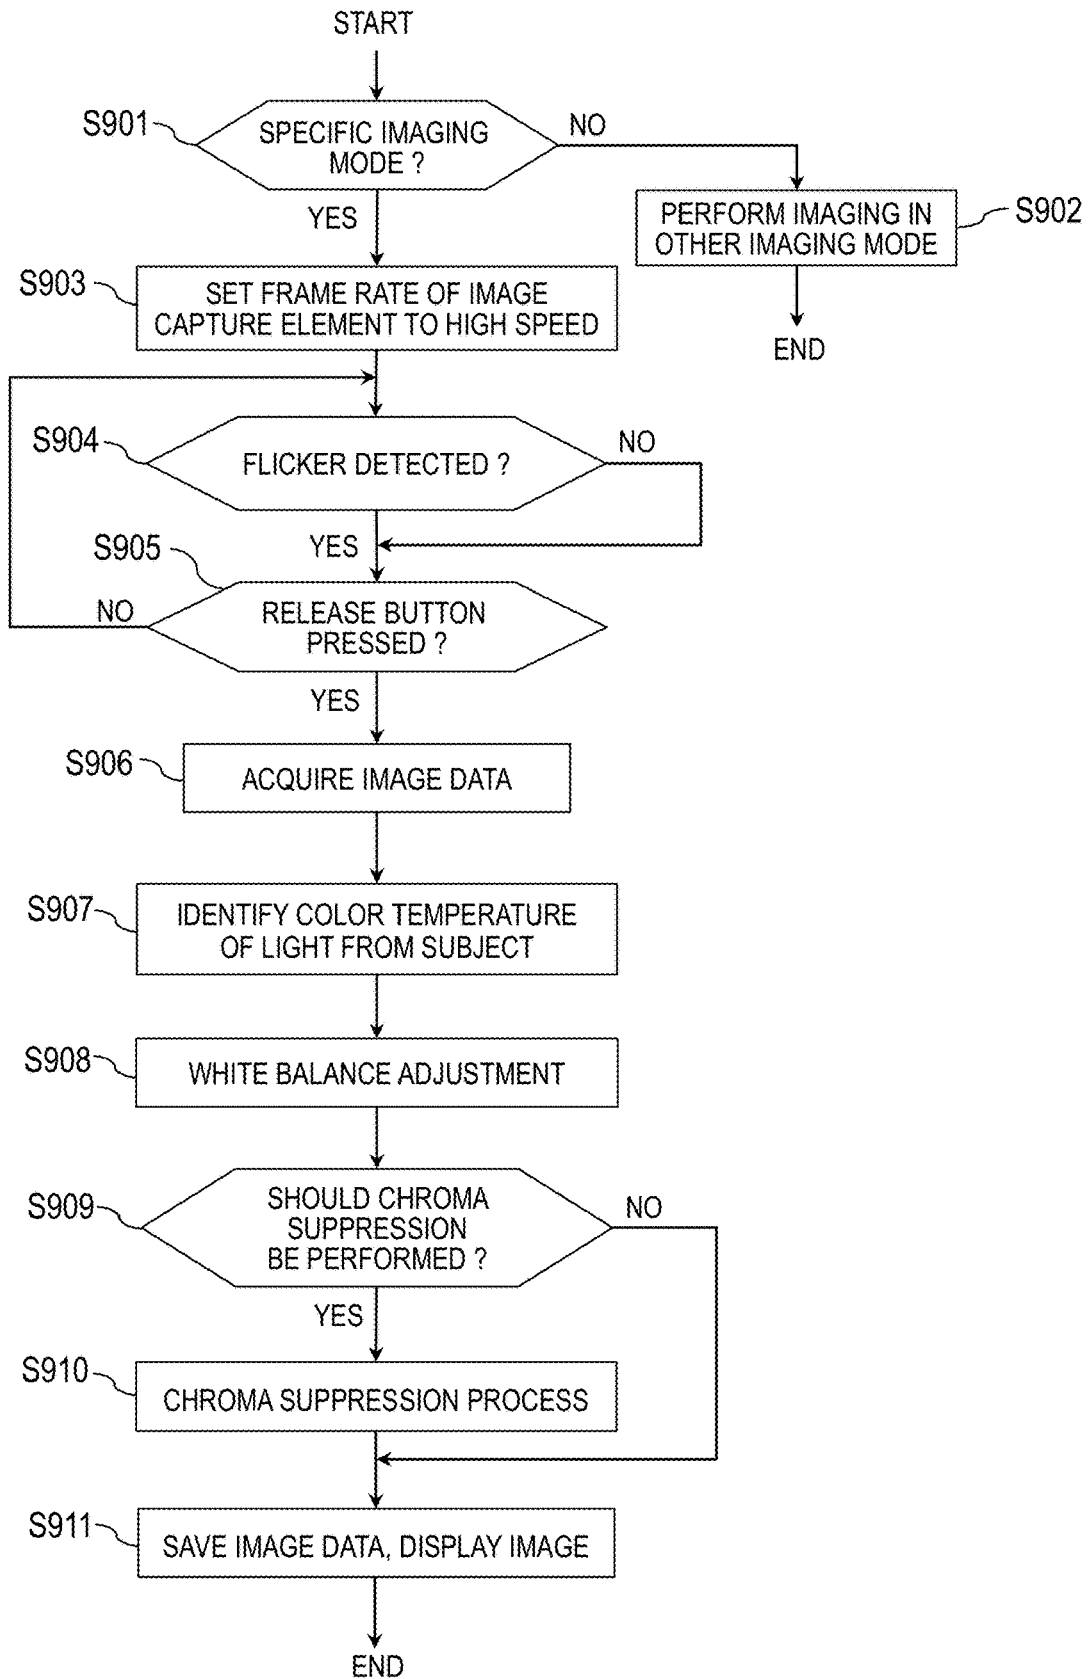 START
S901
SPECIFIC IMAGING
MODE ?
NO
YES
PERFORM IMAGING IN
OTHER IMAGING MODE
S902
END
S903
SET FRAME RATE OF IMAGE
CAPTURE ELEMENT TO HIGH SPEED
S904
FLICKER DETECTED ?
NO
YES
S905
NO
RELEASE BUTTON
PRESSED ?
YES
S906
ACQUIRE IMAGE DATA
S907
IDENTIFY COLOR TEMPERATURE
OF LIGHT FROM SUBJECT
S908
WHITE BALANCE ADJUSTMENT
S909
SHOULD CHROMA
SUPPRESSION
BE PERFORMED ?
NO
YES
S910
CHROMA SUPPRESSION PROCESS
S911
SAVE IMAGE DATA, DISPLAY IMAGE
END